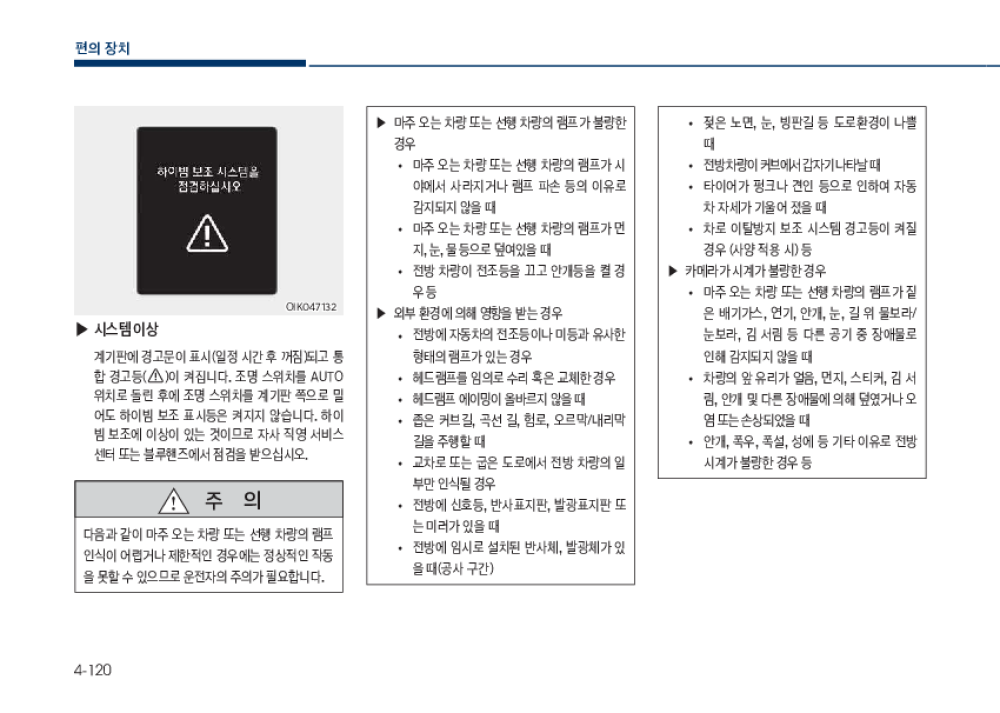 편의 장치
하이빔 보조 시스템을
점검하십시오
OIK047132
▶ 시스템 이상
계기판에 경고문이 표시(일정 시간 후 꺼짐)되고 통
합 경고등(⚠)이 켜집니다. 조명 스위치를 AUTO
위치로 돌린 후에 조명 스위치를 계기판 쪽으로 밀
어도 하이빔 보조 표시등은 켜지지 않습니다. 하이
빔 보조에 이상이 있는 것이므로 자사 직영 서비스
센터 또는 블루핸즈에서 점검을 받으십시오.
⚠ 주 의
다음과 같이 마주 오는 차량 또는 선행 차량의 램프
인식이 어렵거나 제한적인 경우에는 정상적인 작동
을 못할 수 있으므로 운전자의 주의가 필요합니다.
▶ 마주 오는 차량 또는 선행 차량의 램프가 불량한
경우
• 마주 오는 차량 또는 선행 차량의 램프가 시
야에서 사라지거나 램프 파손 등의 이유로
감지되지 않을 때
• 마주 오는 차량 또는 선행 차량의 램프가 먼
지, 눈, 물 등으로 덮여있을 때
• 전방 차량이 전조등을 끄고 안개등을 켤 경
우 등
▶ 외부 환경에 의해 영향을 받는 경우
• 전방에 자동차의 전조등이나 미등과 유사한
형태의 램프가 있는 경우
• 헤드램프를 임의로 수리 혹은 교체한 경우
• 헤드램프 에이밍이 올바르지 않을 때
• 좁은 커브길, 곡선 길, 험로, 오르막/내리막
길을 주행할 때
• 교차로 또는 굽은 도로에서 전방 차량의 일
부만 인식될 경우
• 전방에 신호등, 반사표지판, 발광표지판 또
는 미러가 있을 때
• 전방에 임시로 설치된 반사체, 발광체가 있
을 때(공사 구간)
• 젖은 노면, 눈, 빙판길 등 도로환경이 나쁠
때
• 전방차량이 커브에서 갑자기 나타날 때
• 타이어가 펑크나 견인 등으로 인하여 자동
차 자세가 기울어 졌을 때
• 차로 이탈방지 보조 시스템 경고등이 켜질
경우 (사양 적용 시) 등
▶ 카메라가 시계가 불량한 경우
• 마주 오는 차량 또는 선행 차량의 램프가 짙
은 배기가스, 연기, 안개, 눈, 길 위 물보라/
눈보라, 김 서림 등 다른 공기 중 장애물로
인해 감지되지 않을 때
• 차량의 앞 유리가 얼음, 먼지, 스티커, 김 서
림, 안개 및 다른 장애물에 의해 덮였거나 오
염 또는 손상되었을 때
• 안개, 폭우, 폭설, 성에 등 기타 이유로 전방
시계가 불량한 경우 등
4-120